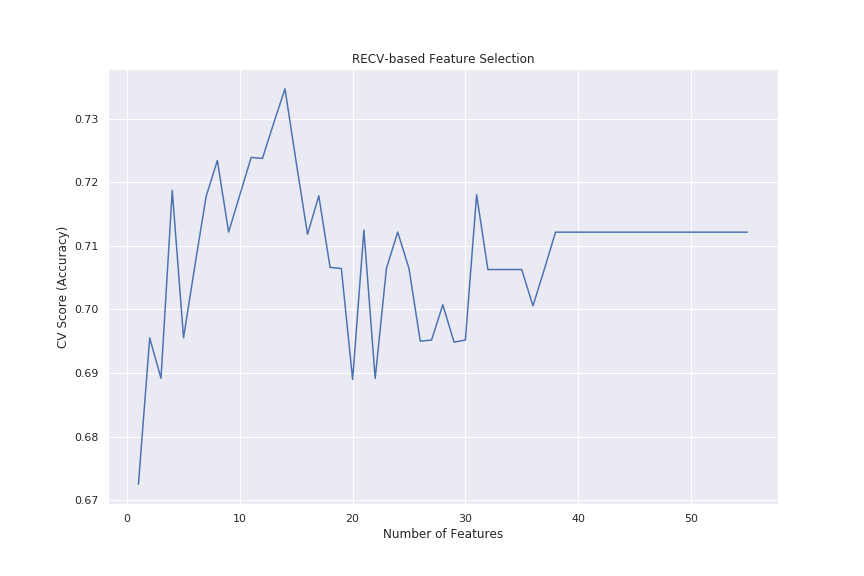 RECV-based Feature Selection
0.73
0.72
0.71
0.70
0.69
0.68
0.67
CV Score (Accuracy)
0 10 20 30 40 50
Number of Features